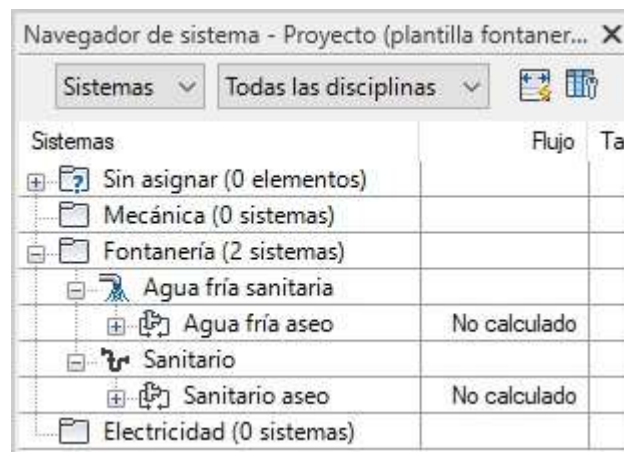 Navegador de sistema - Proyecto (plantilla fontaner...
Sistemas Todas las disciplinas
Sistemas Flujo Ta
Sin asignar (0 elementos)
Mecánica (0 sistemas)
Fontanería (2 sistemas)
Agua fría sanitaria
Agua fría aseo No calculado
Sanitario
Sanitario aseo No calculado
Electricidad (0 sistemas)